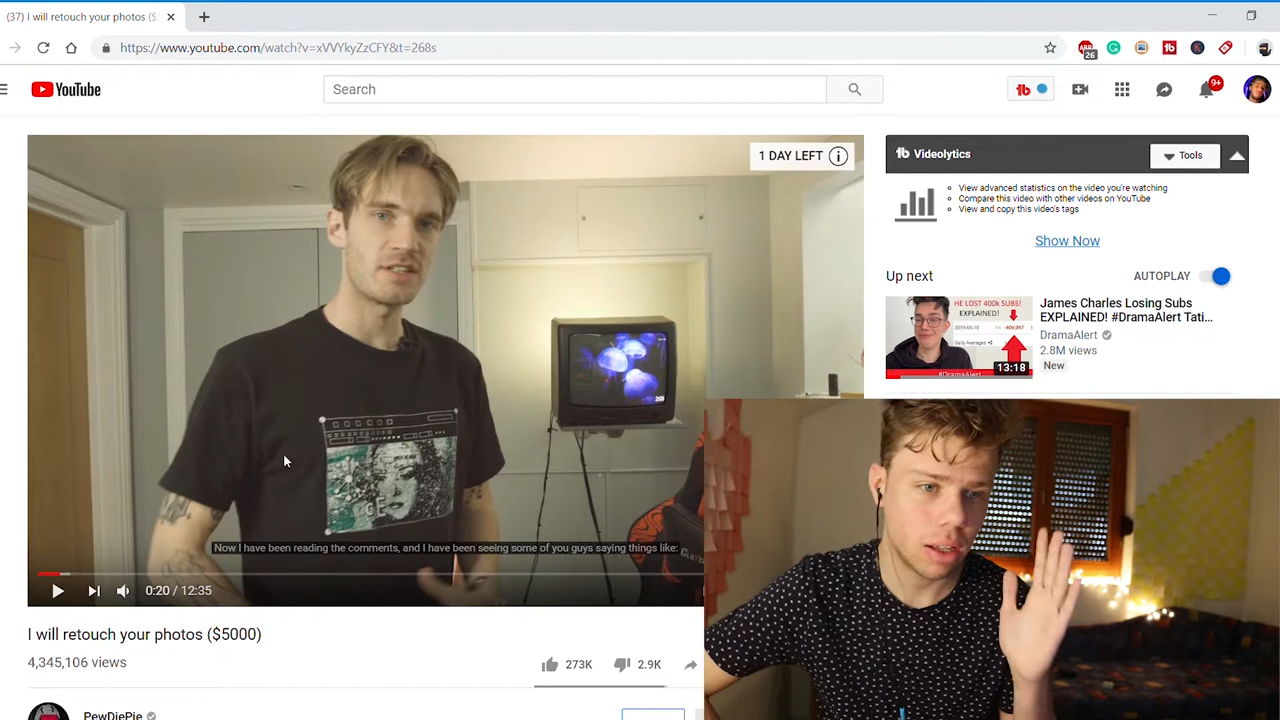 (37) I will retouch your photos ($
https://www.youtube.com/watch?v=xVVYkyZzCFY&t=268s
26
YouTube
Search
9+
1 DAY LEFT
Videolytics
Tools
View advanced statistics on the video you're watching
Compare this video with other videos on YouTube
View and copy this video's tags
Show Now
Up next
AUTOPLAY
HE LOST 400k SUBS!
EXPLAINED!
#DramaAlert
13:18
James Charles Losing Subs
EXPLAINED! #DramaAlert Tati...
DramaAlert
2.8M views
New
CE
Now I have been reading the comments, and I have been seeing some of you guys saying things like:
0:20 / 12:35
I will retouch your photos ($5000)
4,345,106 views
273K
2.9K
PewDiePie